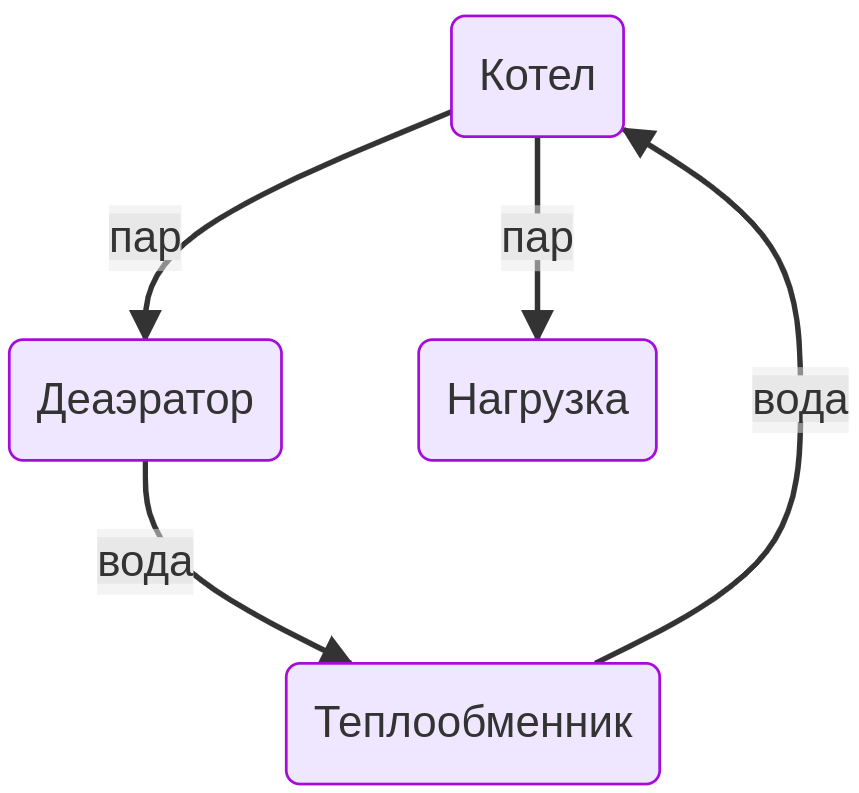 Котел
пар
пар
Деаэратор
Нагрузка
вода
вода
Теплообменник